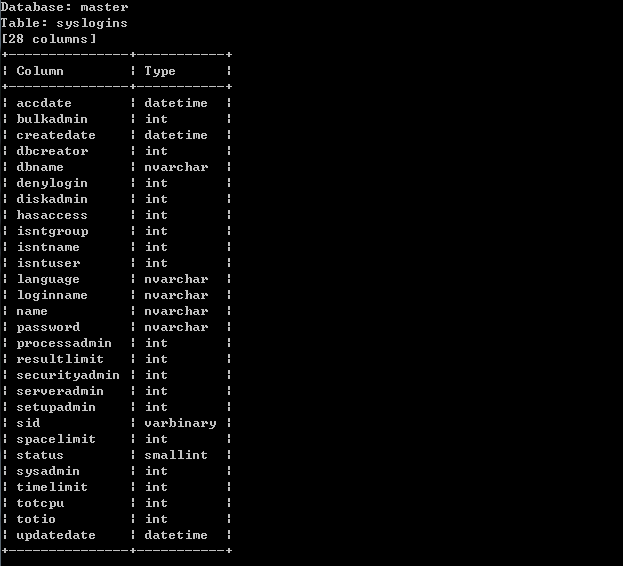 Database: master
Table: syslogins
[28 columns]
+---------------+-----------+
¦ Column        ¦ Type      ¦
+---------------+-----------+
¦ accdate       ¦ datetime  ¦
¦ bulkadmin     ¦ int       ¦
¦ createdate    ¦ datetime  ¦
¦ dbcreator     ¦ int       ¦
¦ dbname        ¦ nvarchar  ¦
¦ denylogin     ¦ int       ¦
¦ diskadmin     ¦ int       ¦
¦ hasaccess     ¦ int       ¦
¦ isntgroup     ¦ int       ¦
¦ isntname      ¦ int       ¦
¦ isntuser      ¦ int       ¦
¦ language      ¦ nvarchar  ¦
¦ loginname     ¦ nvarchar  ¦
¦ name          ¦ nvarchar  ¦
¦ password      ¦ nvarchar  ¦
¦ processadmin  ¦ int       ¦
¦ resultlimit   ¦ int       ¦
¦ securityadmin ¦ int       ¦
¦ serveradmin   ¦ int       ¦
¦ setupadmin    ¦ int       ¦
¦ sid           ¦ varbinary ¦
¦ spacelimit    ¦ int       ¦
¦ status        ¦ smallint  ¦
¦ sysadmin      ¦ int       ¦
¦ timelimit     ¦ int       ¦
¦ totcpu        ¦ int       ¦
¦ totio         ¦ int       ¦
¦ updatedate    ¦ datetime  ¦
+---------------+-----------+